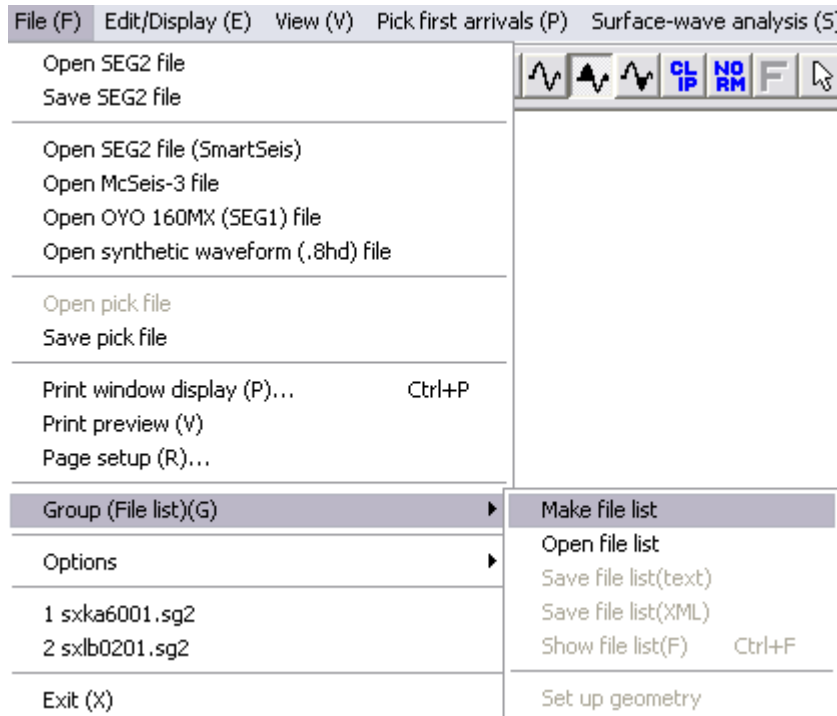 File (F) Edit/Display (E) View (V) Pick first arrivals (P) Surface-wave analysis (S)
Open SEG2 file
Save SEG2 file
CL IP NO RM F
Open SEG2 file (SmartSeis)
Open McSeis-3 file
Open OYO 160MX (SEG1) file
Open synthetic waveform (.8hd) file
Open pick file
Save pick file
Print window display (P)... Ctrl+P
Print preview (V)
Page setup (R)...
Group (File list)(G)
Options
1 sxka6001.sg2
2 sxlb0201.sg2
Exit (X)
Make file list
Open file list
Save file list(text)
Save file list(XML)
Show file list(F) Ctrl+F
Set up geometry